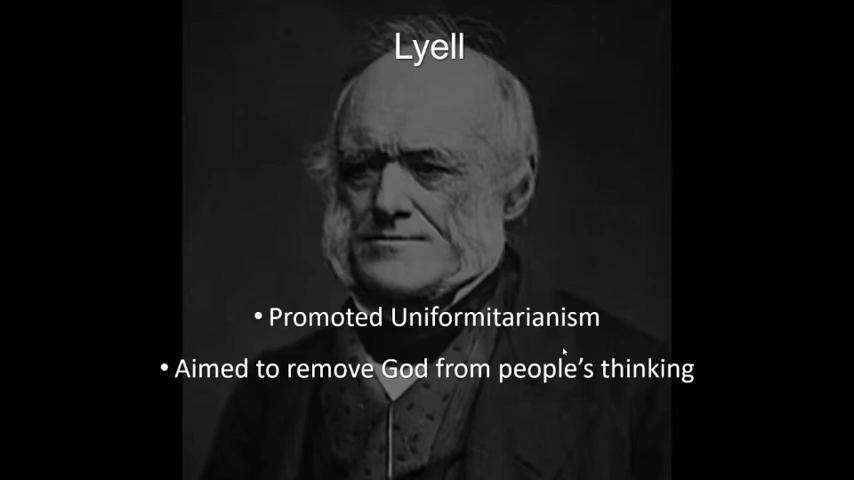 Lyell
• Promoted Uniformitarianism
• Aimed to remove God from people’s thinking